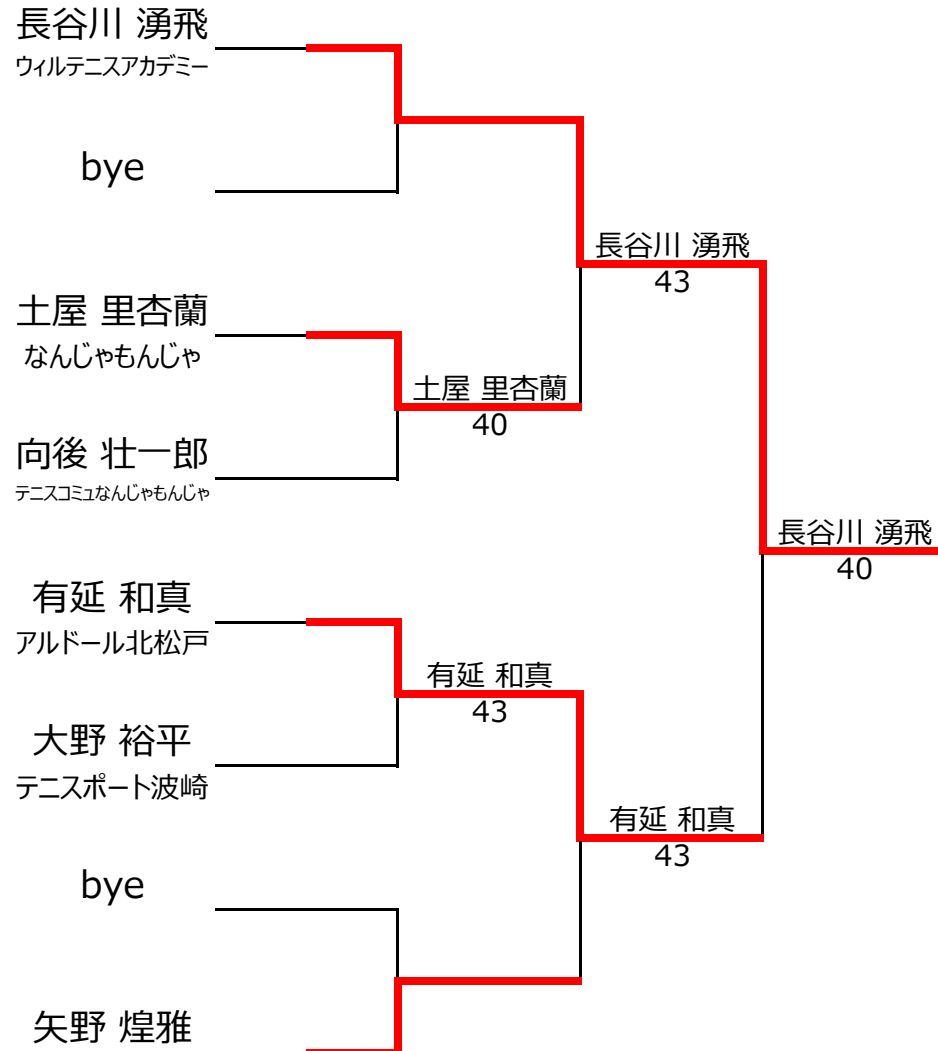 長谷川 湧飛
ウィルテニスアカデミー
bye
長谷川 湧飛
43
土屋 里杏蘭
なんじゃもんじゃ
土屋 里杏蘭
40
向後 壮一郎
テニスコミュなんじゃもんじゃ
長谷川 湧飛
40
有延 和真
アルドール北松戸
有延 和真
43
大野 裕平
テニスポート波崎
有延 和真
43
bye
矢野 煌雅